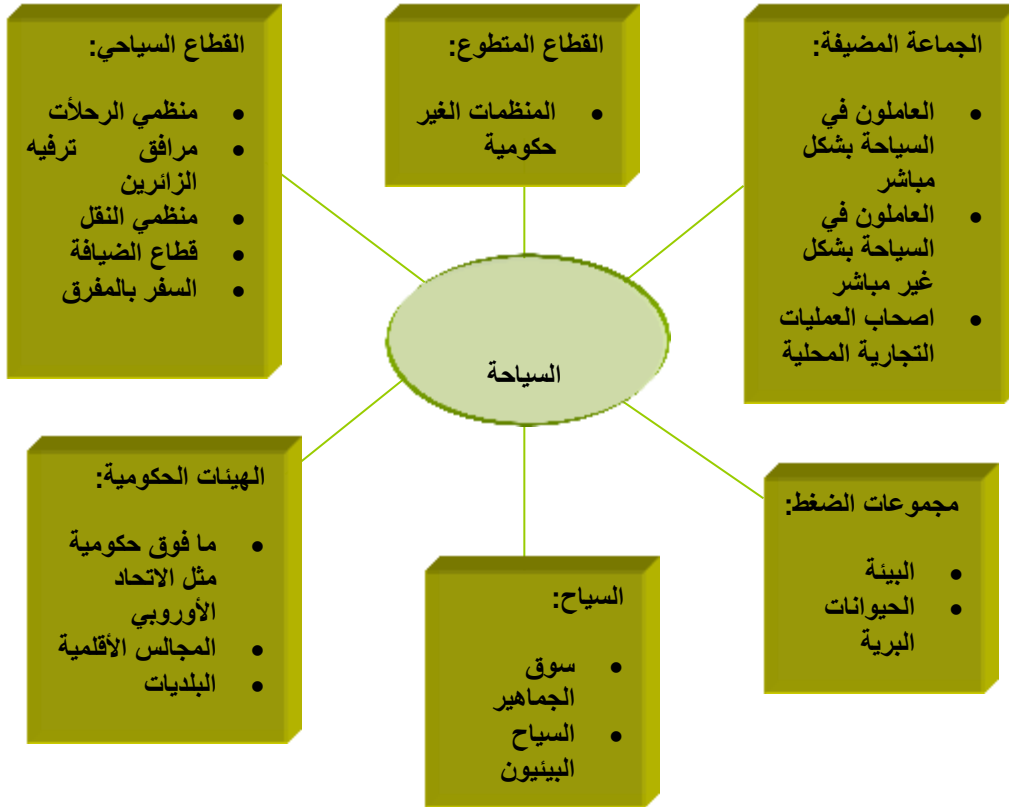 الجماعة المضيفة:
• العاملون في
السياحة بشكل
مباشر
• العاملون في
السياحة بشكل
غير مباشر
• اصحاب العمليات
التجارية المحلية
القطاع المتطوع:
• المنظمات الغير
حكومية
القطاع السياحي:
• منظمي الرحلأت
• مرافق ترفيه
الزائرين
• منظمي النقل
• قطاع الضيافة
• السفر بالمفرق
السياحة
مجموعات الضغط:
• البيئة
• الحيوانات
البرية
السياح:
• سوق
الجماهير
• السياح
البيئيون
الهيئات الحكومية:
• ما فوق حكومية
مثل الاتحاد
الأوروبي
• المجالس الأقلمية
• البلديات